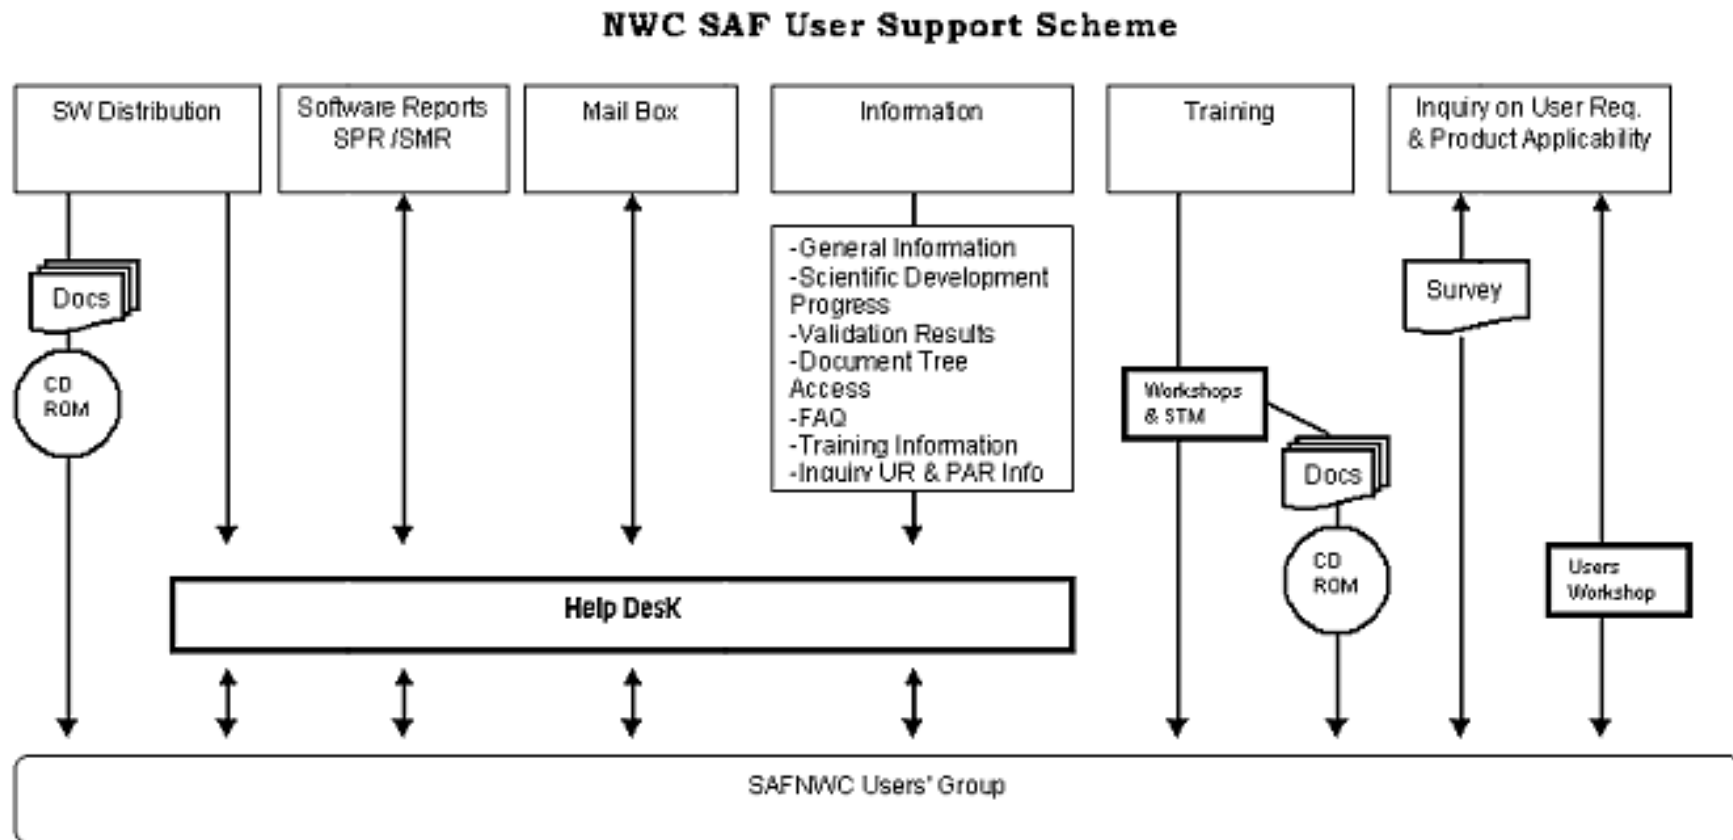 NWC SAF User Support Scheme
SW Distribution
Software Reports
SPR /SMR
Mail Box
Information
Training
Inquiry on User Req.
& Product Applicability
-General Information
-Scientific Development
Progress
-Validation Results
-Document Tree
Access
-FAQ
-Training Information
-Inquiry UR & PAR Info
Docs
CD
ROM
Survey
Workshops
& STM
Docs
CD
ROM
Users
Workshop
Help DesK
SAFNWC Users' Group